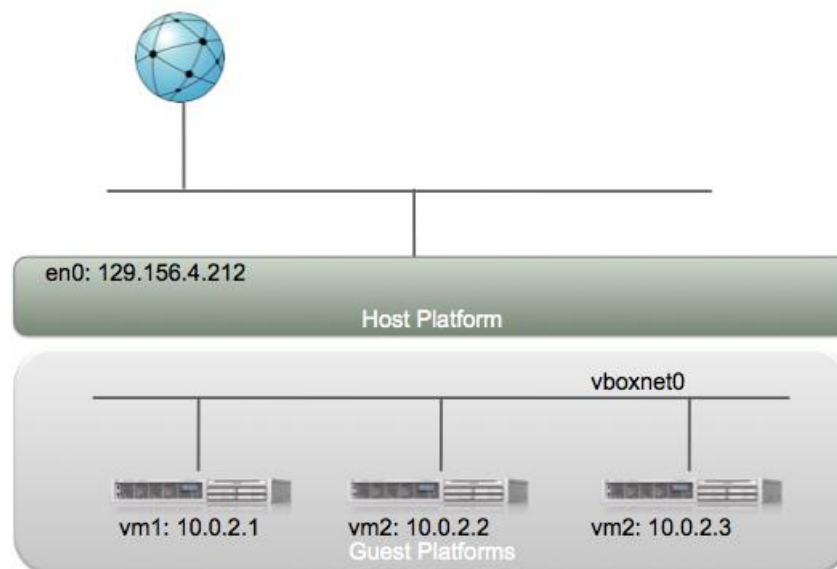 en0: 129.156.4.212
Host Platform
vboxnet0
vm1: 10.0.2.1
vm2: 10.0.2.2
vm2: 10.0.2.3
Guest Platforms